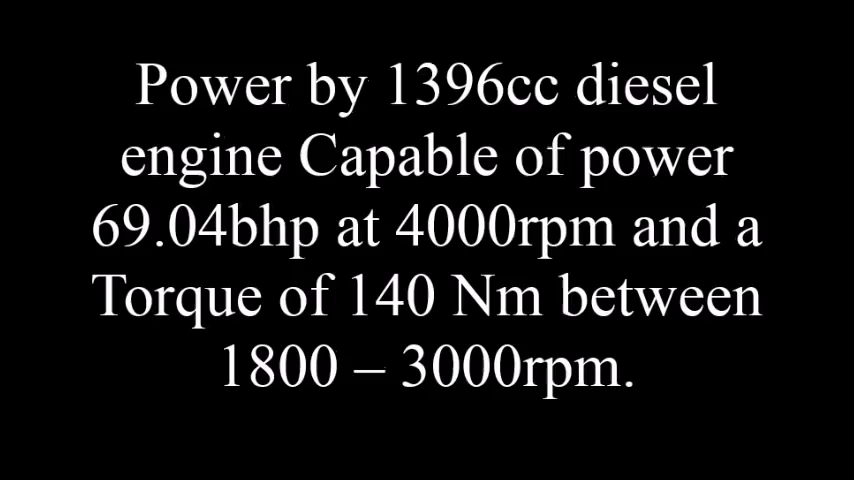 Power by 1396cc diesel
engine Capable of power
69.04bhp at 4000rpm and a
Torque of 140 Nm between
1800 – 3000rpm.